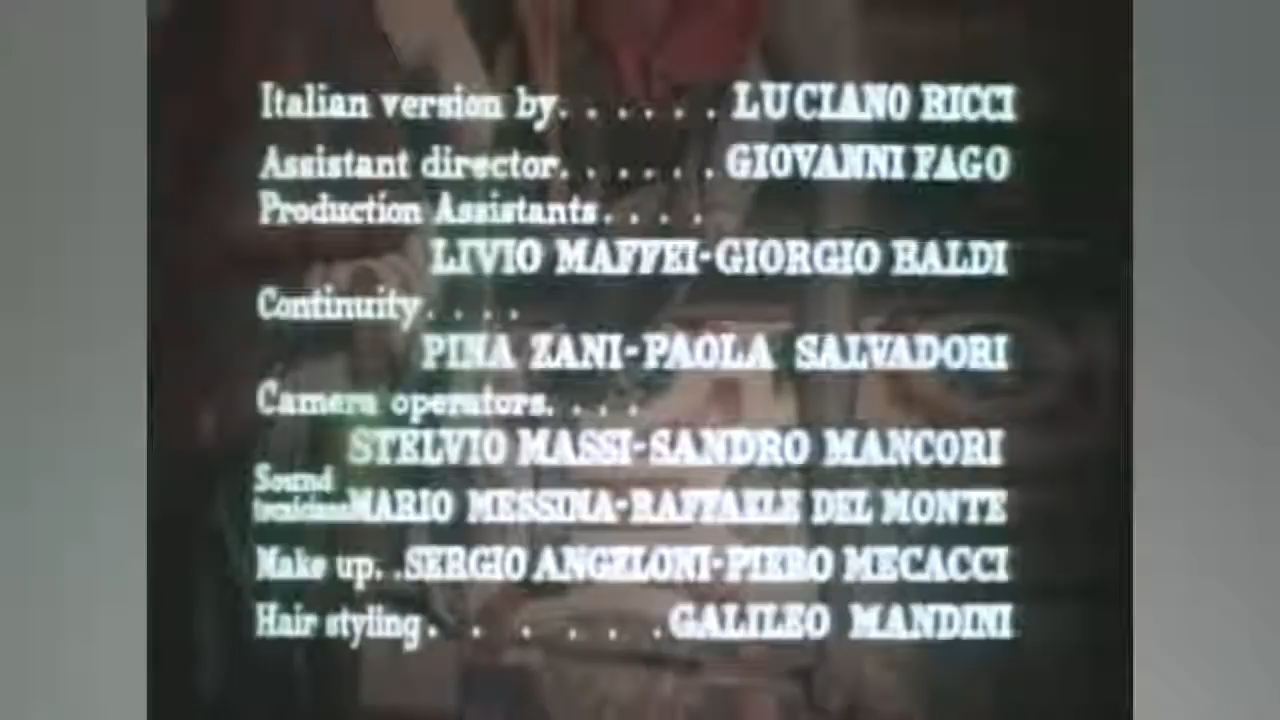 Italian version by. . . . . . LUCIANO RICCI
Assistant director. . . . . . GIOVANNI FAGO
Production Assistants. . . .
LIVIO MAFFEI-GIORGIO BALDI
Continuity. . . .
PINA ZANI-PAOLA SALVADORI
Camera operators. . . .
STELVIO MASSI-SANDRO MANCORI
Sound
MARIO MESSINA-RAFFAELE DEL MONTE
Make up. .SERGIO ANGELONI-PIERO MECACCI
Hair styling. . . . . . GALILEO MANDINI